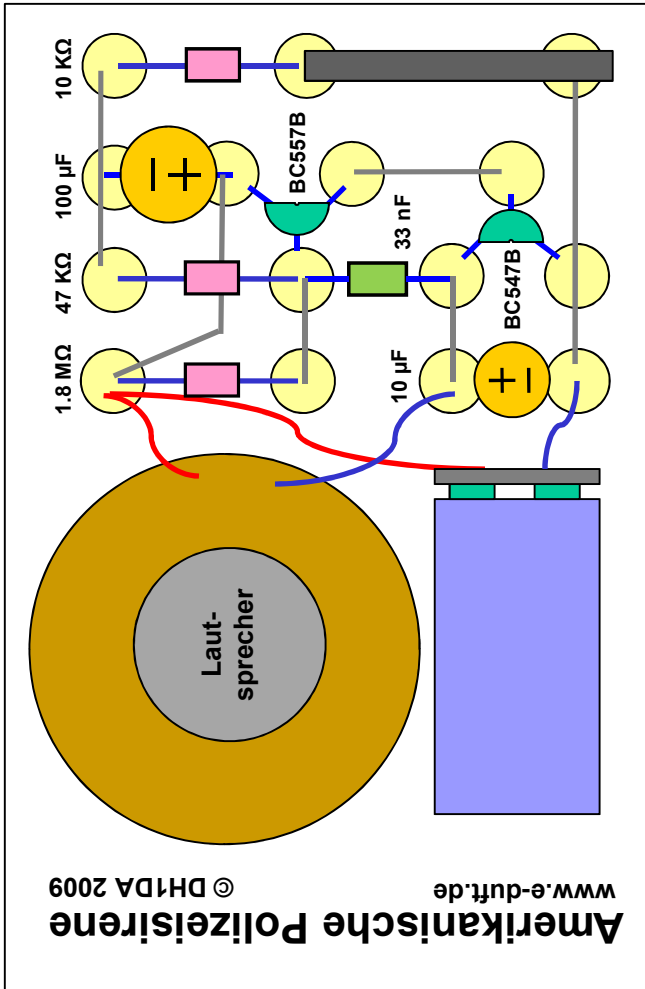 Amerikanische Polizeisirene
© DH1DA 2009
www.e-duft.de
1.8 MΩ
47 KΩ
100 µF
10 KΩ
BC557B
33 nF
10 µF
BC547B
Laut-
sprecher
+
−
+
−